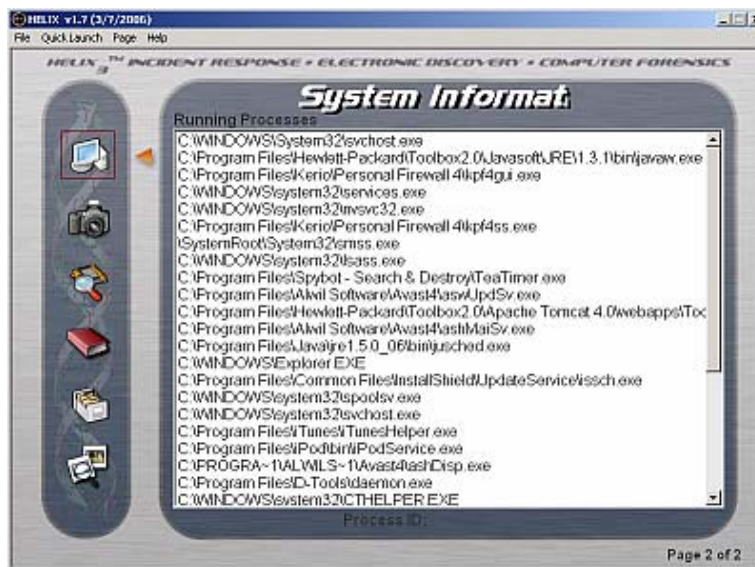 HELIX v1.7 (3/7/2006)
File Quick Launch Page Help
HELIX 3 ™ INCIDENT RESPONSE • ELECTRONIC DISCOVERY • COMPUTER FORENSICS
System Informat
Running Processes
C:\WINDOWS\System32\svchost.exe
C:\Program Files\Hewlett-Packard\Toolbox2.0\Javasoft\JRE\1.3.1\bin\javaw.exe
C:\Program Files\Kerio\Personal Firewall 4\kpf4gui.exe
C:\WINDOWS\system32\services.exe
C:\WINDOWS\system32\nvsvc32.exe
C:\Program Files\Kerio\Personal Firewall 4\kpf4ss.exe
\SystemRoot\System32\smss.exe
C:\WINDOWS\system32\lsass.exe
C:\Program Files\Spybot - Search & Destroy\TeaTimer.exe
C:\Program Files\Alwil Software\Avast4\aswUpdSv.exe
C:\Program Files\Hewlett-Packard\Toolbox2.0\Apache Tomcat 4.0\webapps\Too
C:\Program Files\Alwil Software\Avast4\ashMaiSv.exe
C:\Program Files\Java\jre1.5.0_06\bin\jusched.exe
C:\WINDOWS\Explorer.EXE
C:\Program Files\Common Files\InstallShield\UpdateService\issch.exe
C:\WINDOWS\system32\spoolsv.exe
C:\WINDOWS\system32\svchost.exe
C:\Program Files\iTunes\iTunesHelper.exe
C:\Program Files\iPod\bin\iPodService.exe
C:\PROGRA~1\ALWILS~1\Avast4\ashDisp.exe
C:\Program Files\D-Tools\daemon.exe
C:\WINDOWS\system32\CTHELPER.EXE
Process ID:
Page 2 of 2